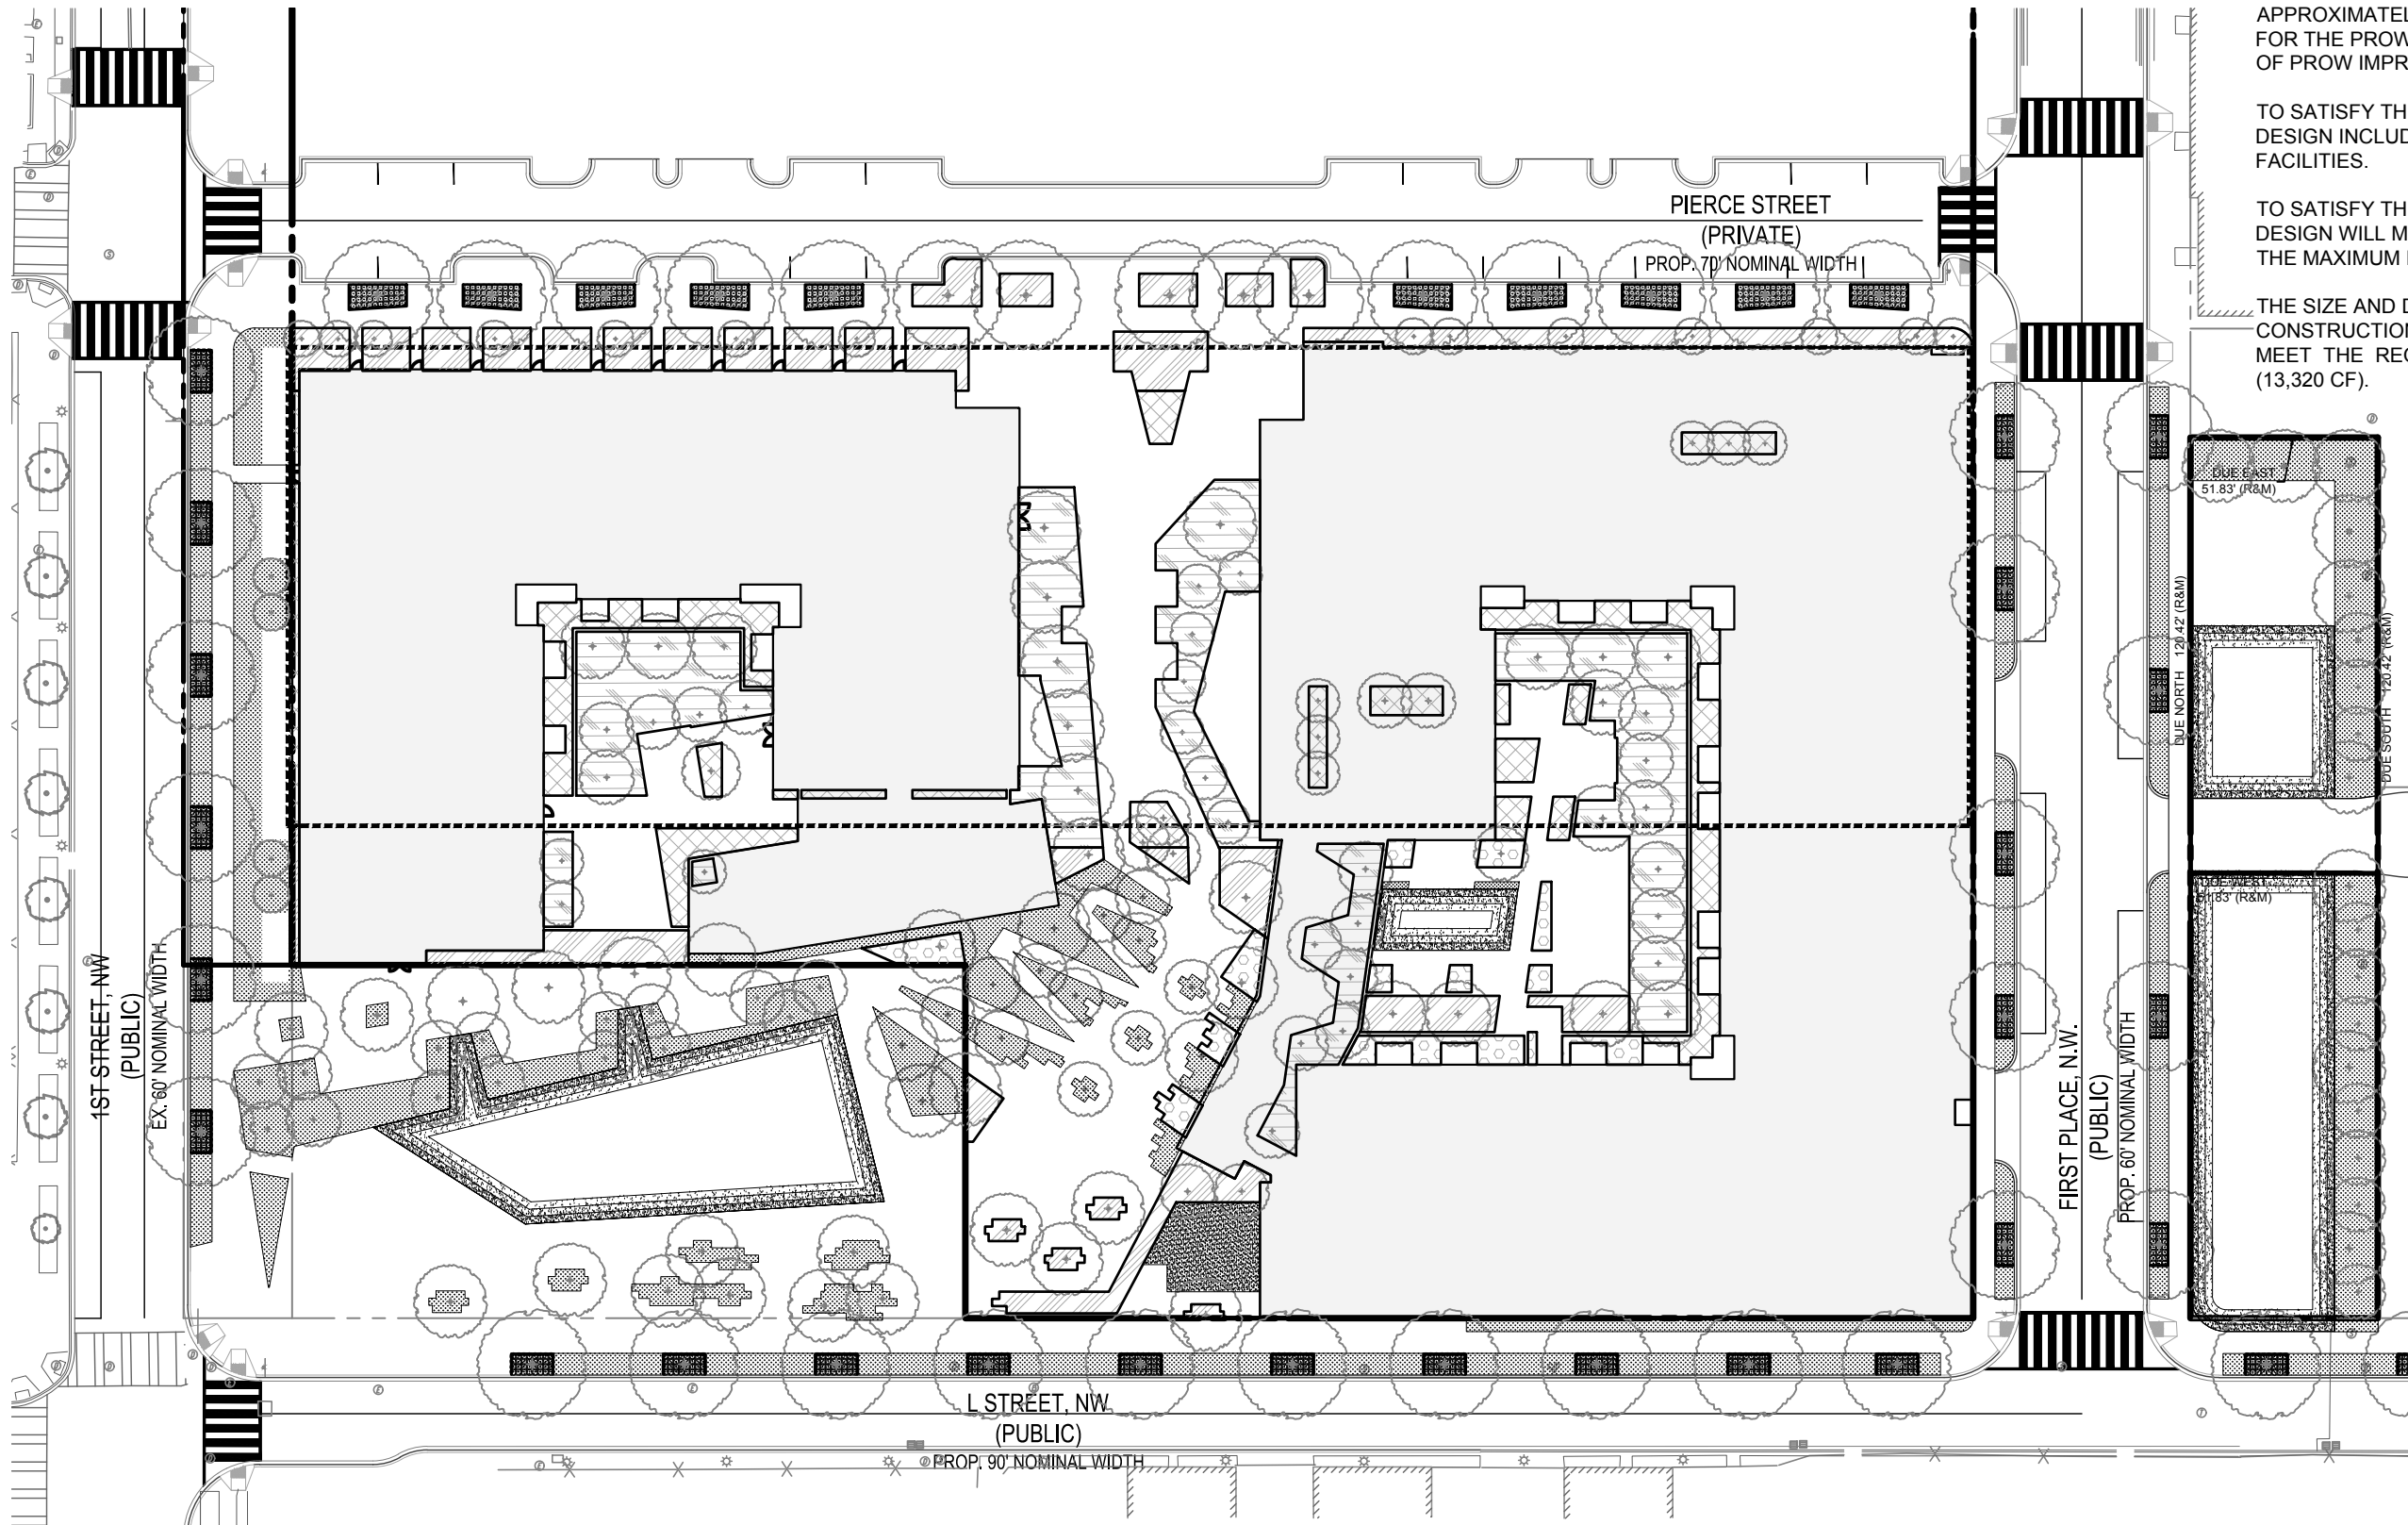 APPROXIMATEL
FOR THE PROW
OF PROW IMPR
TO SATISFY TH
DESIGN INCLUD
FACILITIES.
TO SATISFY TH
DESIGN WILL M
THE MAXIMUM
THE SIZE AND D
CONSTRUCTION
MEET THE REQ
(13,320 CF).
PIERCE STREET
(PRIVATE)
PROP. 70' NOMINAL WIDTH
DUE EAST
51.83' (R&M)
DUE NORTH 120.42' (R&M)
DUE SOUTH 120.42' (R&M)
DUE WEST
51.83' (R&M)
1ST STREET, NW
(PUBLIC)
EX. 60' NOMINAL WIDTH
FIRST PLACE, N.W.
(PUBLIC)
PROP. 60' NOMINAL WIDTH
L STREET, NW
(PUBLIC)
PROP. 90' NOMINAL WIDTH